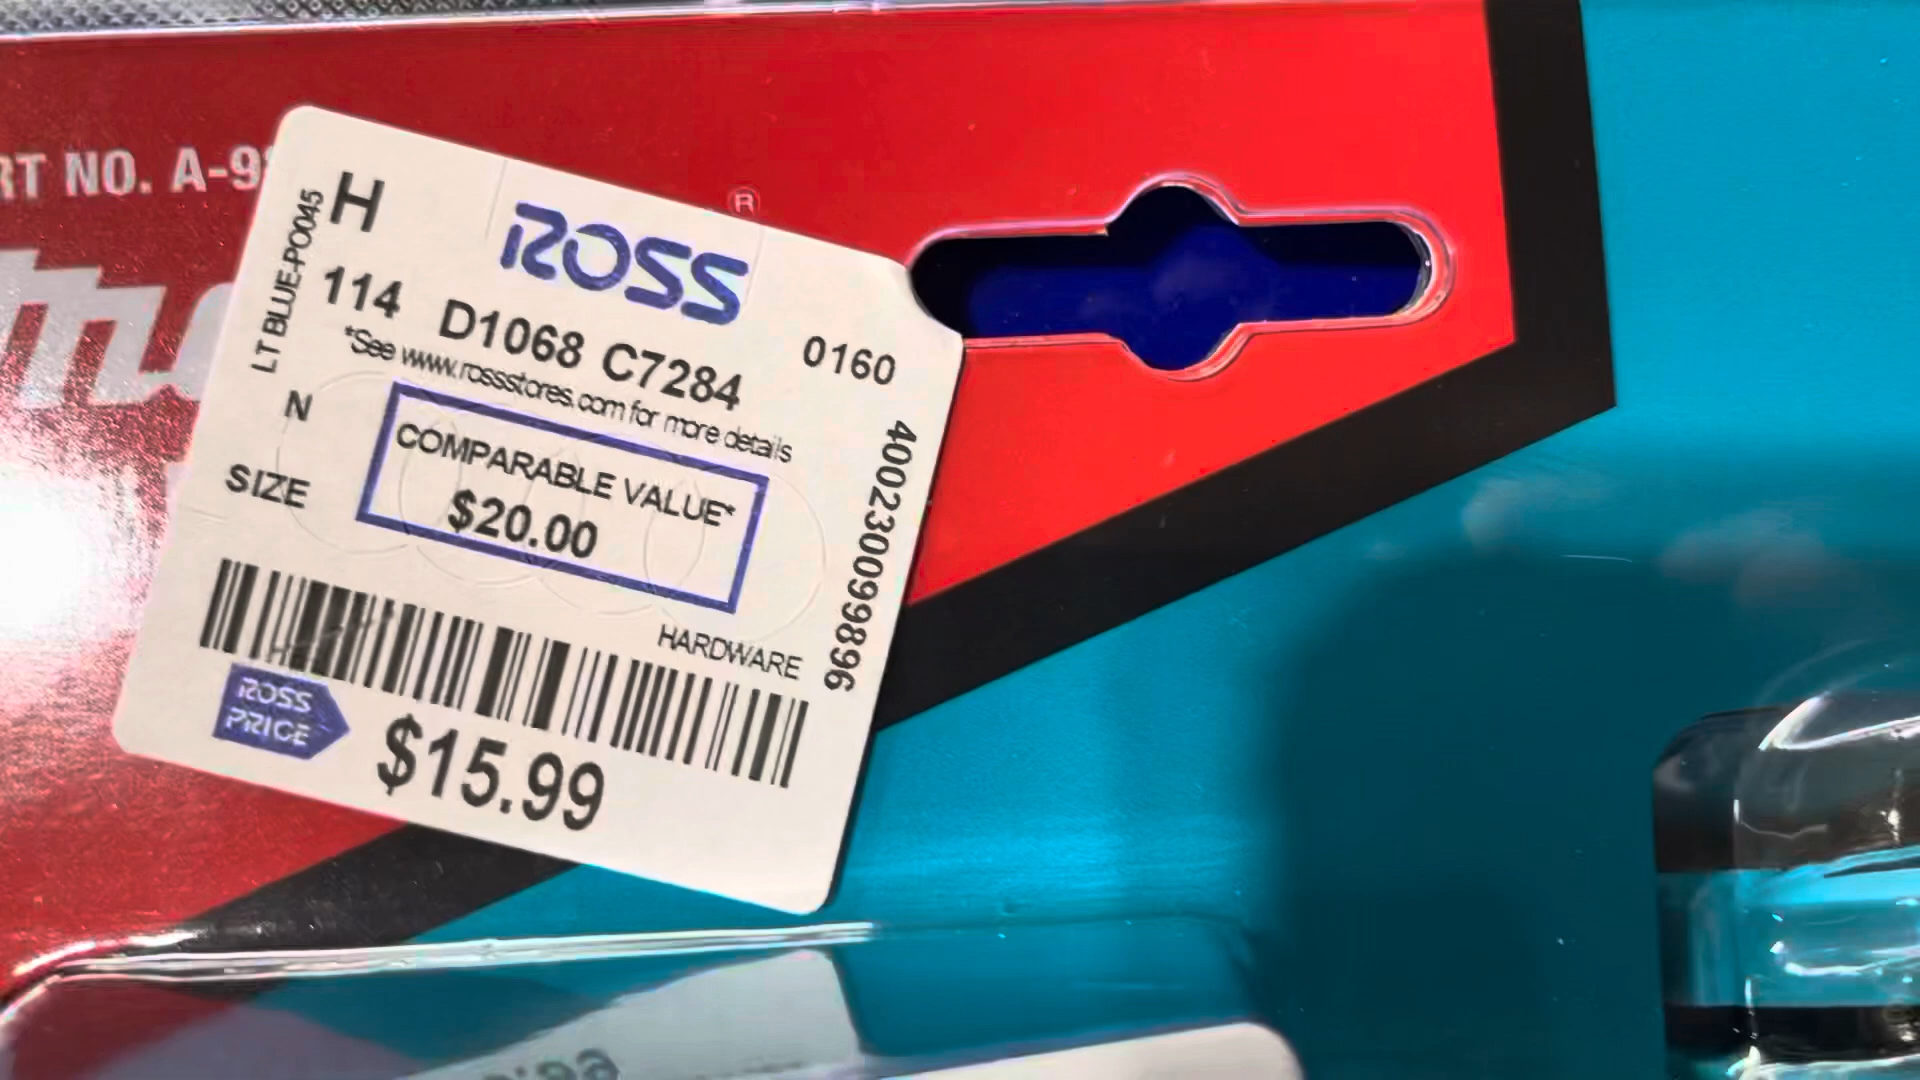 RT NO. A-9
®
H
ROSS
LT BLUE-PO045
114 D1068 C7284 0160
*See www.rossstores.com for more details
N
COMPARABLE VALUE*
SIZE
$20.00
400230099896
HARDWARE
ROSS
PRICE
$15.99